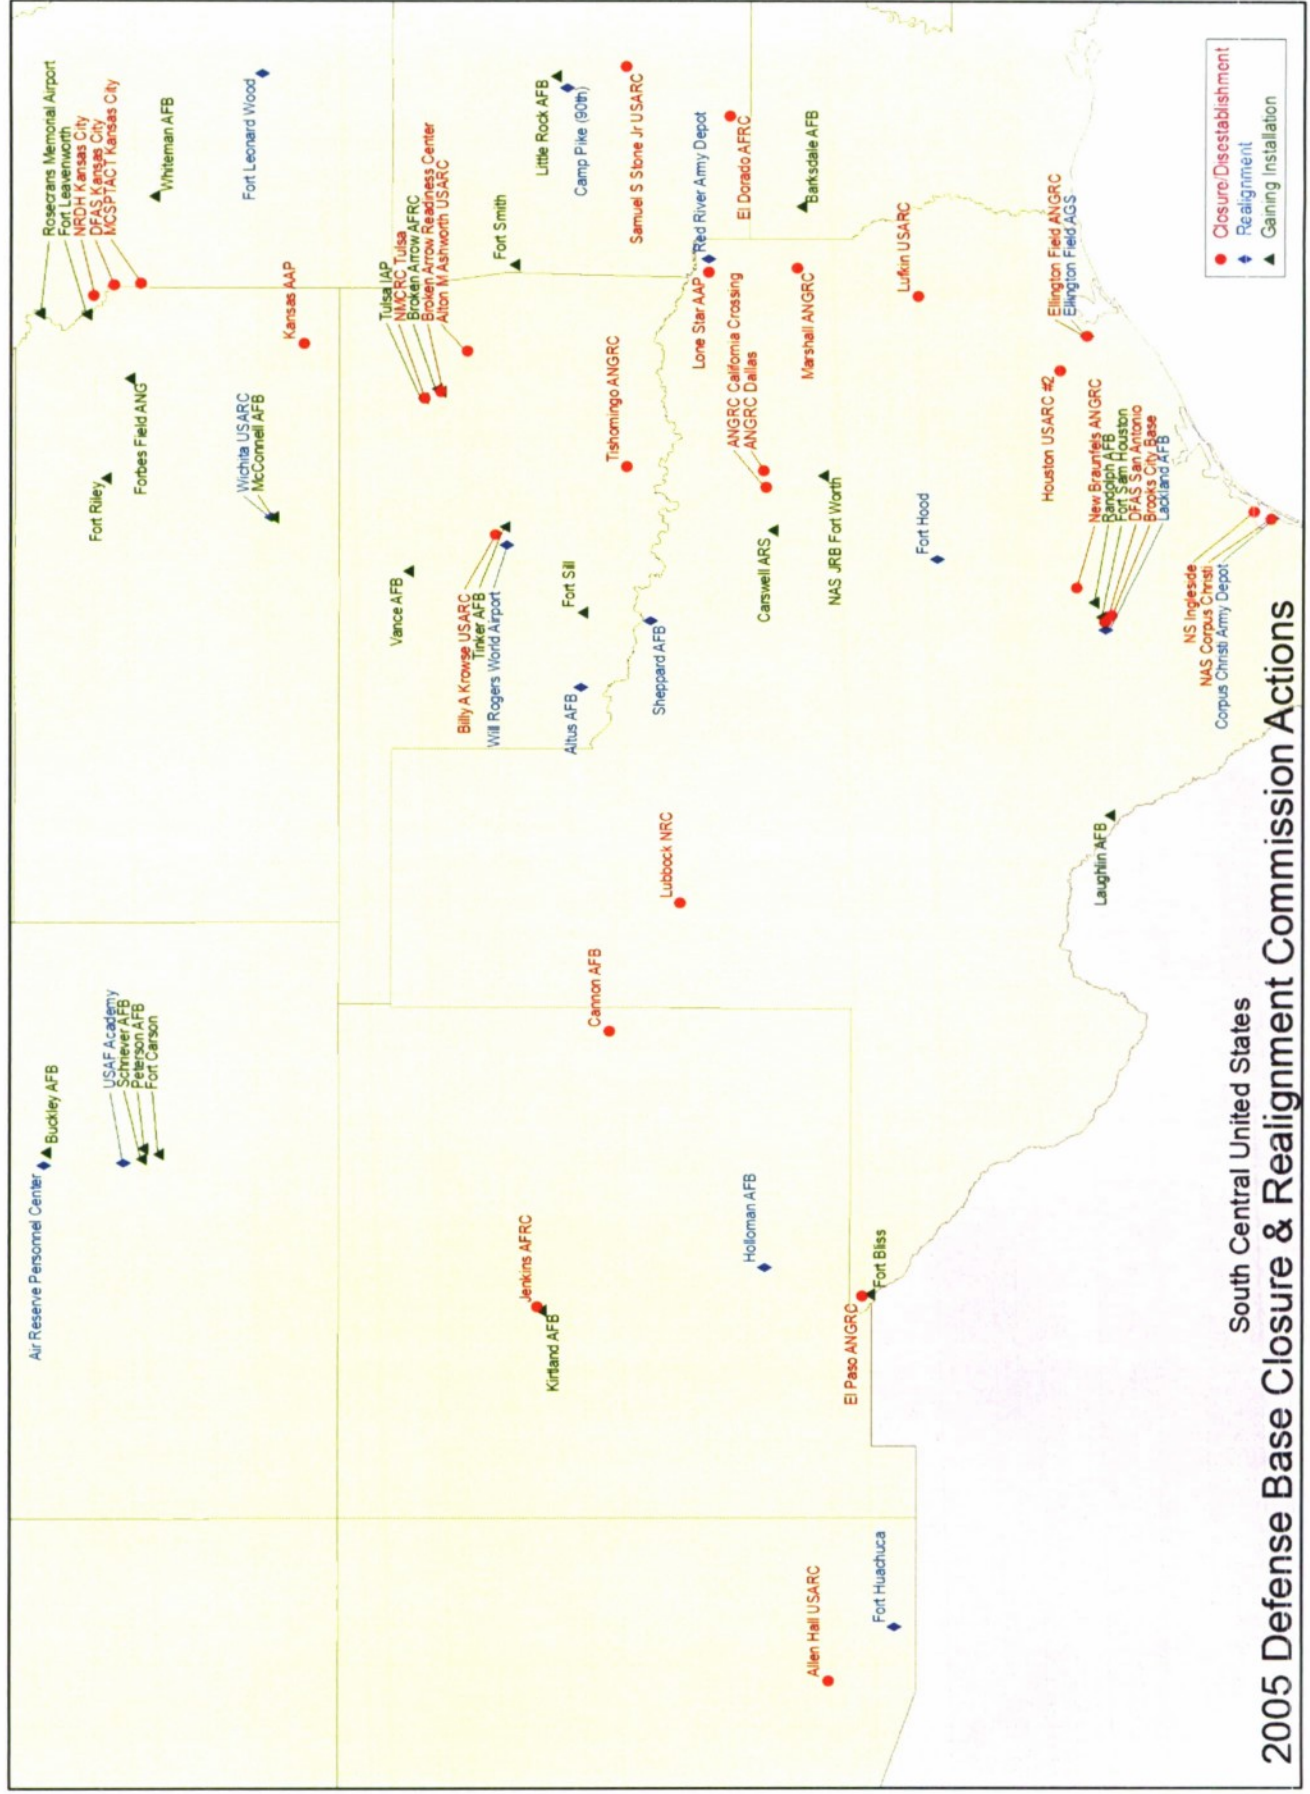 Air Reserve Personnel Center
Buckley AFB
USAF Academy
Schriever AFB
Peterson AFB
Fort Carson
Rosecrans Memorial Airport
Fort Leavenworth
NRDH Kansas City
DFAS Kansas City
MCSPTACT Kansas City
Whiteman AFB
Fort Riley
Forbes Field ANG
Fort Leonard Wood
Wichita USARC
McConnell AFB
Kansas AAP
Tulsa IAP
NMCRC Tulsa
Broken Arrow AFRC
Broken Arrow Readiness Center
Alton M Ashworth USARC
Vance AFB
Billy A Krowse USARC
Tinker AFB
Will Rogers World Airport
Fort Smith
Little Rock AFB
Camp Pike (90th)
Jenkins AFRC
Kirtland AFB
Cannon AFB
Altus AFB
Fort Sill
Tishomingo ANGRC
Samuel S Stone Jr USARC
Lubbock NRC
Sheppard AFB
Lone Star AAP
Red River Army Depot
El Dorado AFRC
ANGRC California Crossing
ANGRC Dallas
Holloman AFB
Carswell ARS
Marshall ANGRC
Barksdale AFB
NAS JRB Fort Worth
Allen Hall USARC
El Paso ANGRC
Fort Bliss
Fort Huachuca
Lufkin USARC
Fort Hood
Houston USARC #2
Ellington Field ANGRC
Ellington Field AGS
New Braunfels ANGRC
Randolph AFB
Fort Sam Houston
DFAS San Antonio
Brooks City Base
Lackland AFB
Laughlin AFB
NS Ingleside
NAS Corpus Christi
Corpus Christi Army Depot
Closure/Disestablishment
Realignment
Gaining Installation
South Central United States
2005 Defense Base Closure & Realignment Commission Actions